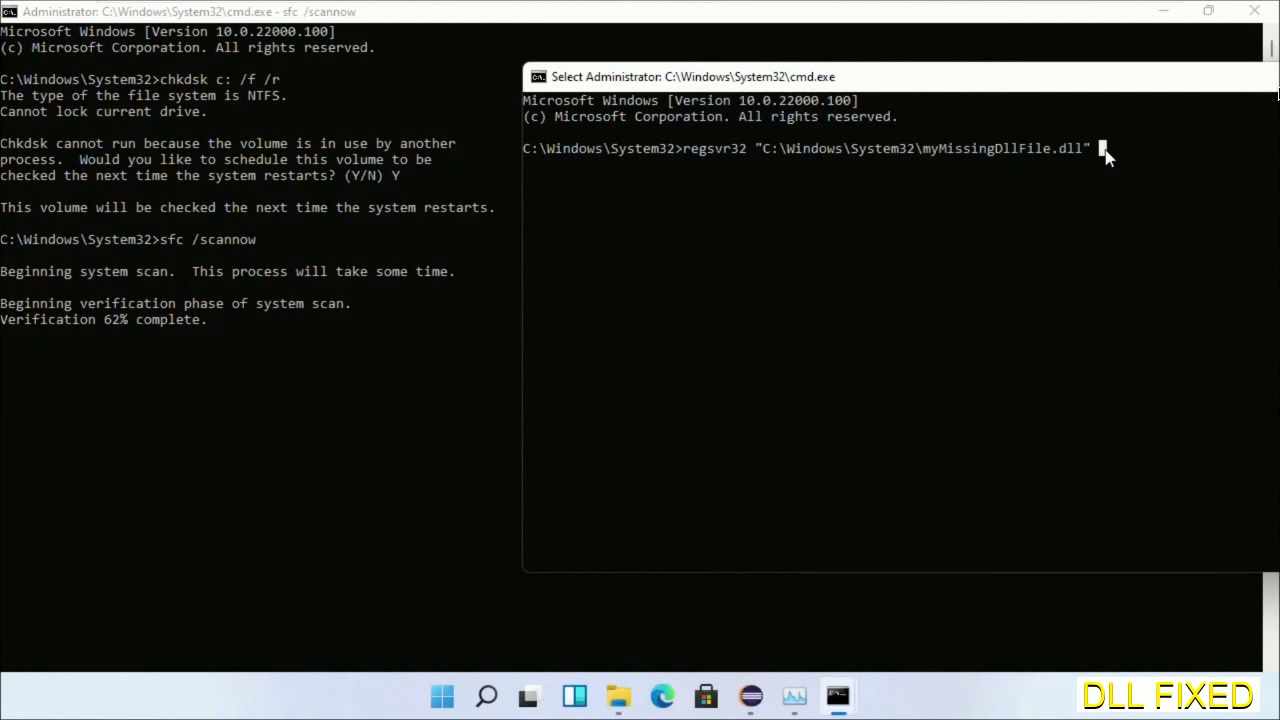 Administrator: C:\Windows\System32\cmd.exe - sfc /scannow
Microsoft Windows [Version 10.0.22000.100]
(c) Microsoft Corporation. All rights reserved.
C:\Windows\System32>chkdsk c: /f /r
The type of the file system is NTFS.
Cannot lock current drive.
Chkdsk cannot run because the volume is in use by another
process.  Would you like to schedule this volume to be
checked the next time the system restarts? (Y/N) Y
This volume will be checked the next time the system restarts.
C:\Windows\System32>sfc /scannow
Beginning system scan.  This process will take some time.
Beginning verification phase of system scan.
Verification 62% complete.
Select Administrator: C:\Windows\System32\cmd.exe
Microsoft Windows [Version 10.0.22000.100]
(c) Microsoft Corporation. All rights reserved.
C:\Windows\System32>regsvr32 "C:\Windows\System32\myMissingDllFile.dll"
DLL FIXED